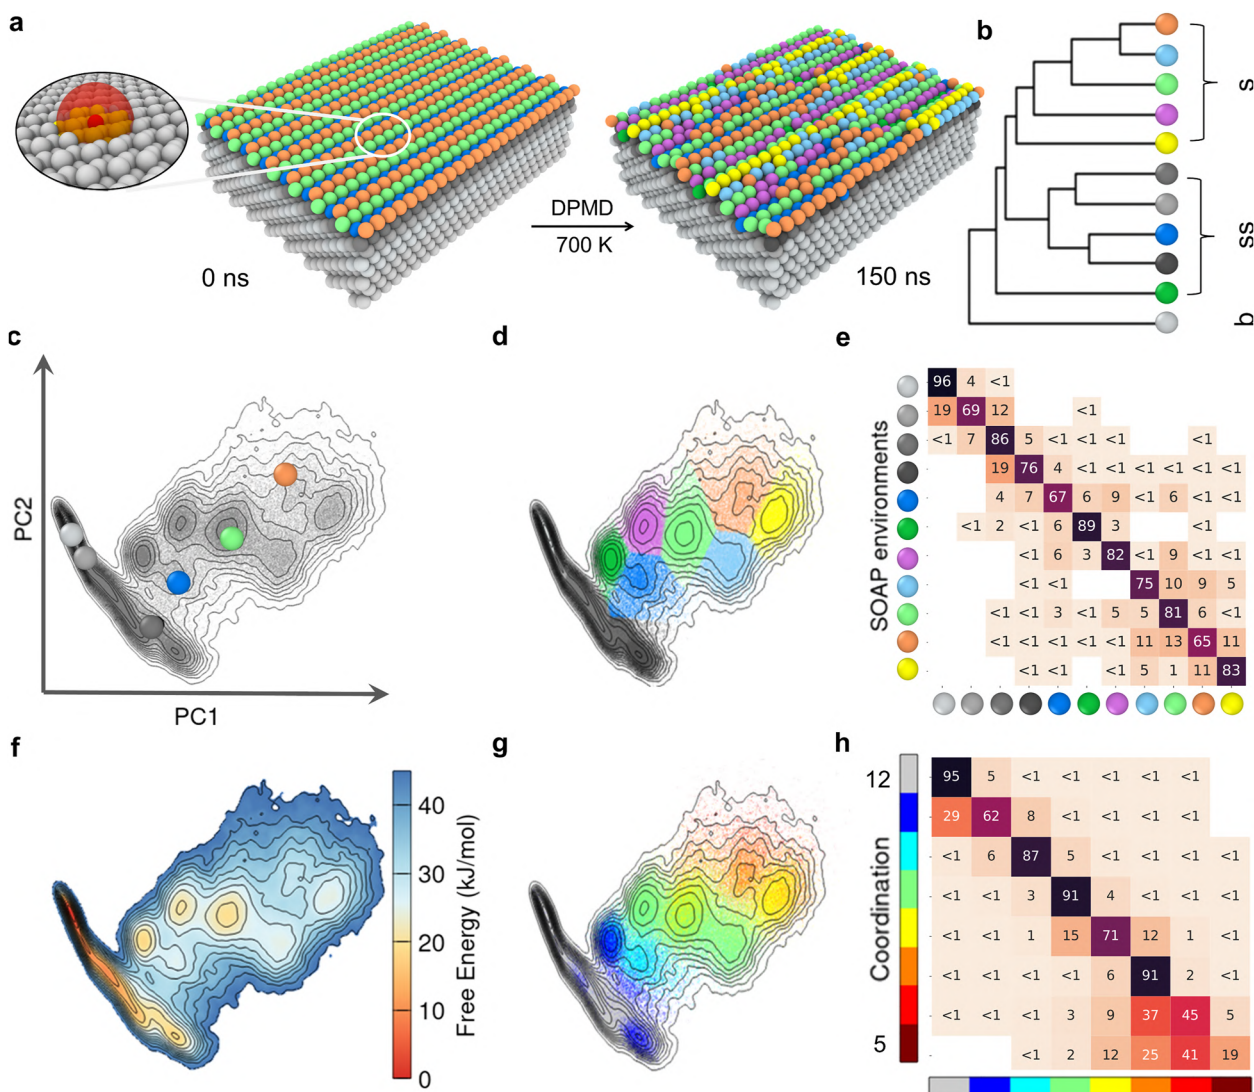 a
b
0 ns
DPMD
700 K
150 ns
s
ss
b
c
d
e
PC2
PC1
SOAP environments
96 4 <1
19 69 12 <1
<1 7 86 5 <1 <1 <1 <1
19 76 4 <1 <1 <1 <1 <1 <1
4 7 67 6 9 <1 6 <1 <1
<1 2 <1 6 89 3 <1
<1 6 3 82 <1 9 <1 <1
<1 <1 75 10 9 5
<1 <1 3 <1 5 5 81 6 <1
<1 <1 <1 <1 <1 11 13 65 11
<1 <1 <1 5 1 11 83
f
g
h
40
30
20
10
0
Free Energy (kJ/mol)
12
Coordination
5
95 5 <1 <1 <1 <1 <1
29 62 8 <1 <1 <1 <1
<1 6 87 5 <1 <1 <1 <1
<1 <1 3 91 4 <1 <1 <1
<1 <1 1 15 71 12 1 <1
<1 <1 <1 <1 6 91 2 <1
<1 <1 <1 3 9 37 45 5
<1 2 12 25 41 19